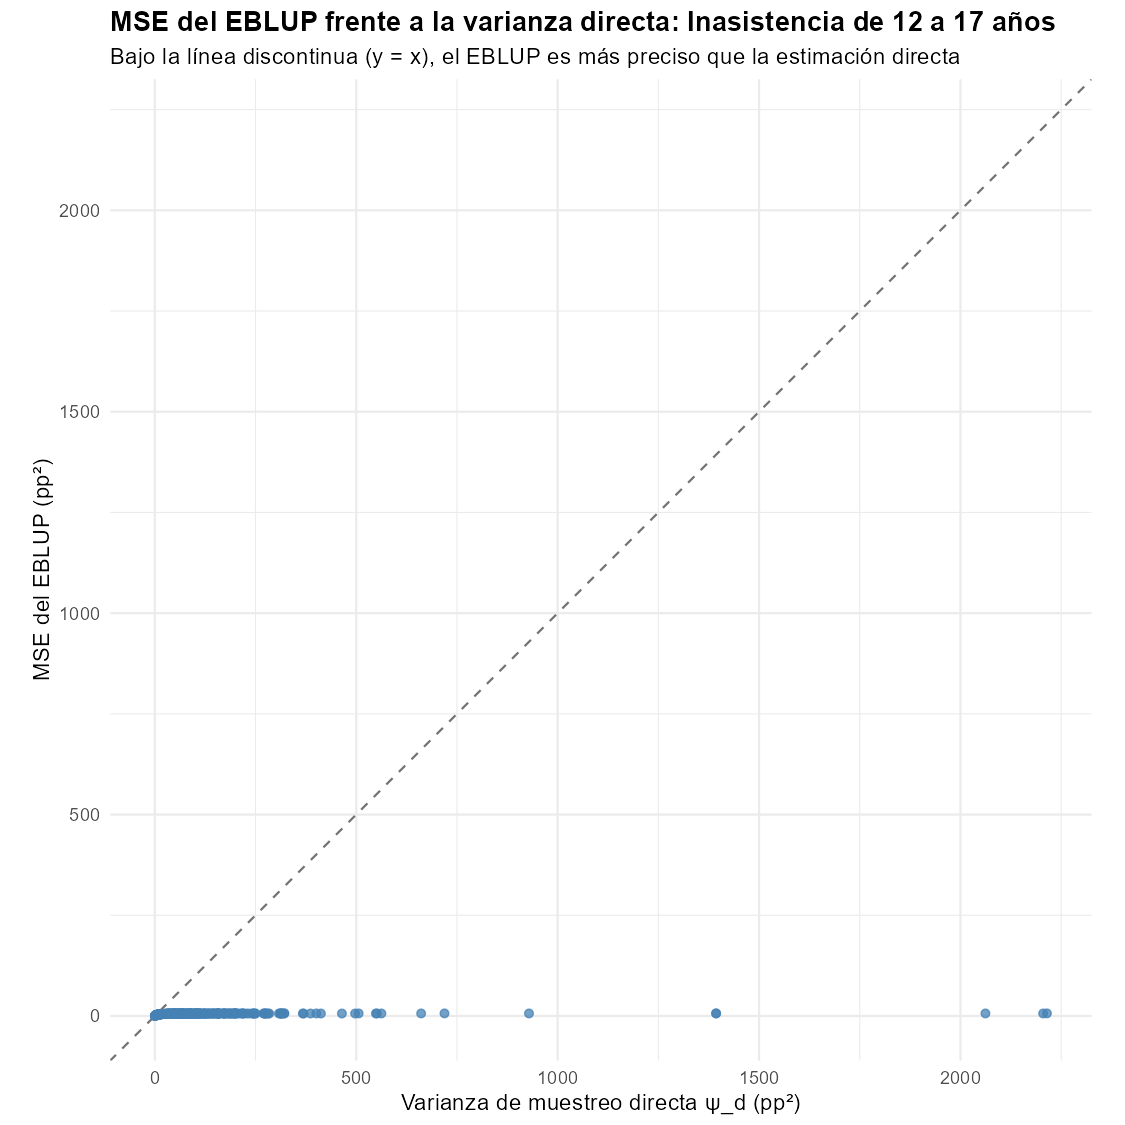 MSE del EBLUP frente a la varianza directa: Inasistencia de 12 a 17 años
Bajo la línea discontinua (y = x), el EBLUP es más preciso que la estimación directa
MSE del EBLUP (pp²)
2000
1500
1000
500
0
0 500 1000 1500 2000
Varianza de muestreo directa ψ_d (pp²)